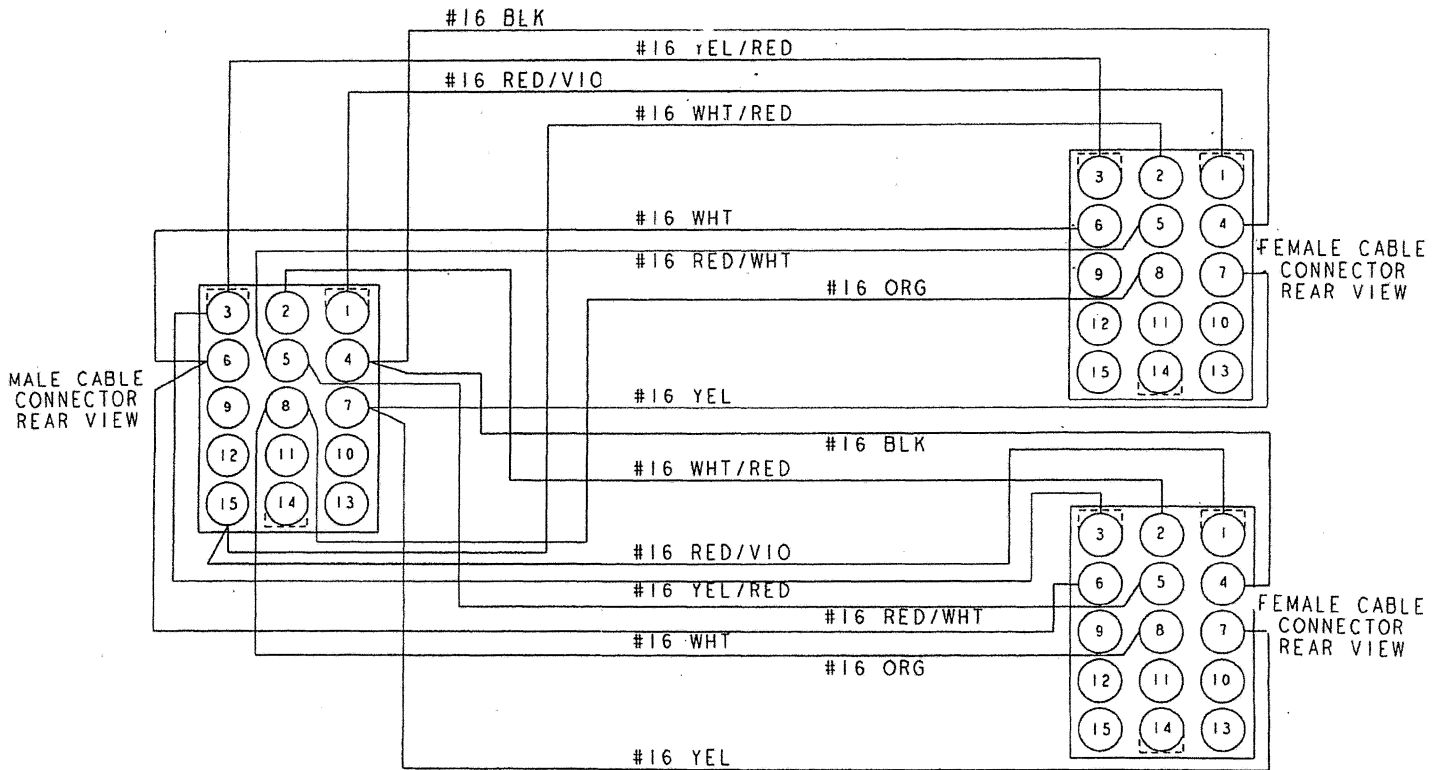 #16 BLK
#16 YEL/RED
#16 RED/VIO
#16 WHT/RED
3 2 1
#16 WHT
6 5 4
#16 RED/WHT
FEMALE CABLE
CONNECTOR
REAR VIEW
9 8 7
#16 ORG
3 2 1
12 11 10
6 5 4
15 14 13
MALE CABLE
CONNECTOR
REAR VIEW
9 8 7
#16 YEL
#16 BLK
12 11 10
#16 WHT/RED
15 14 13
3 2 1
#16 RED/VIO
6 5 4
#16 YEL/RED
#16 RED/WHT
FEMALE CABLE
CONNECTOR
REAR VIEW
9 8 7
#16 WHT
#16 ORG
12 11 10
15 14 13
#16 YEL